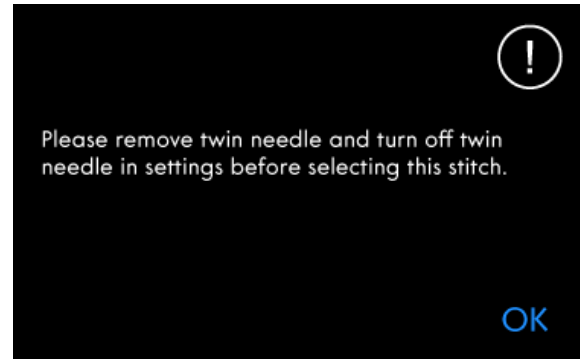 !
Please remove twin needle and turn off twin
needle in settings before selecting this stitch.
OK